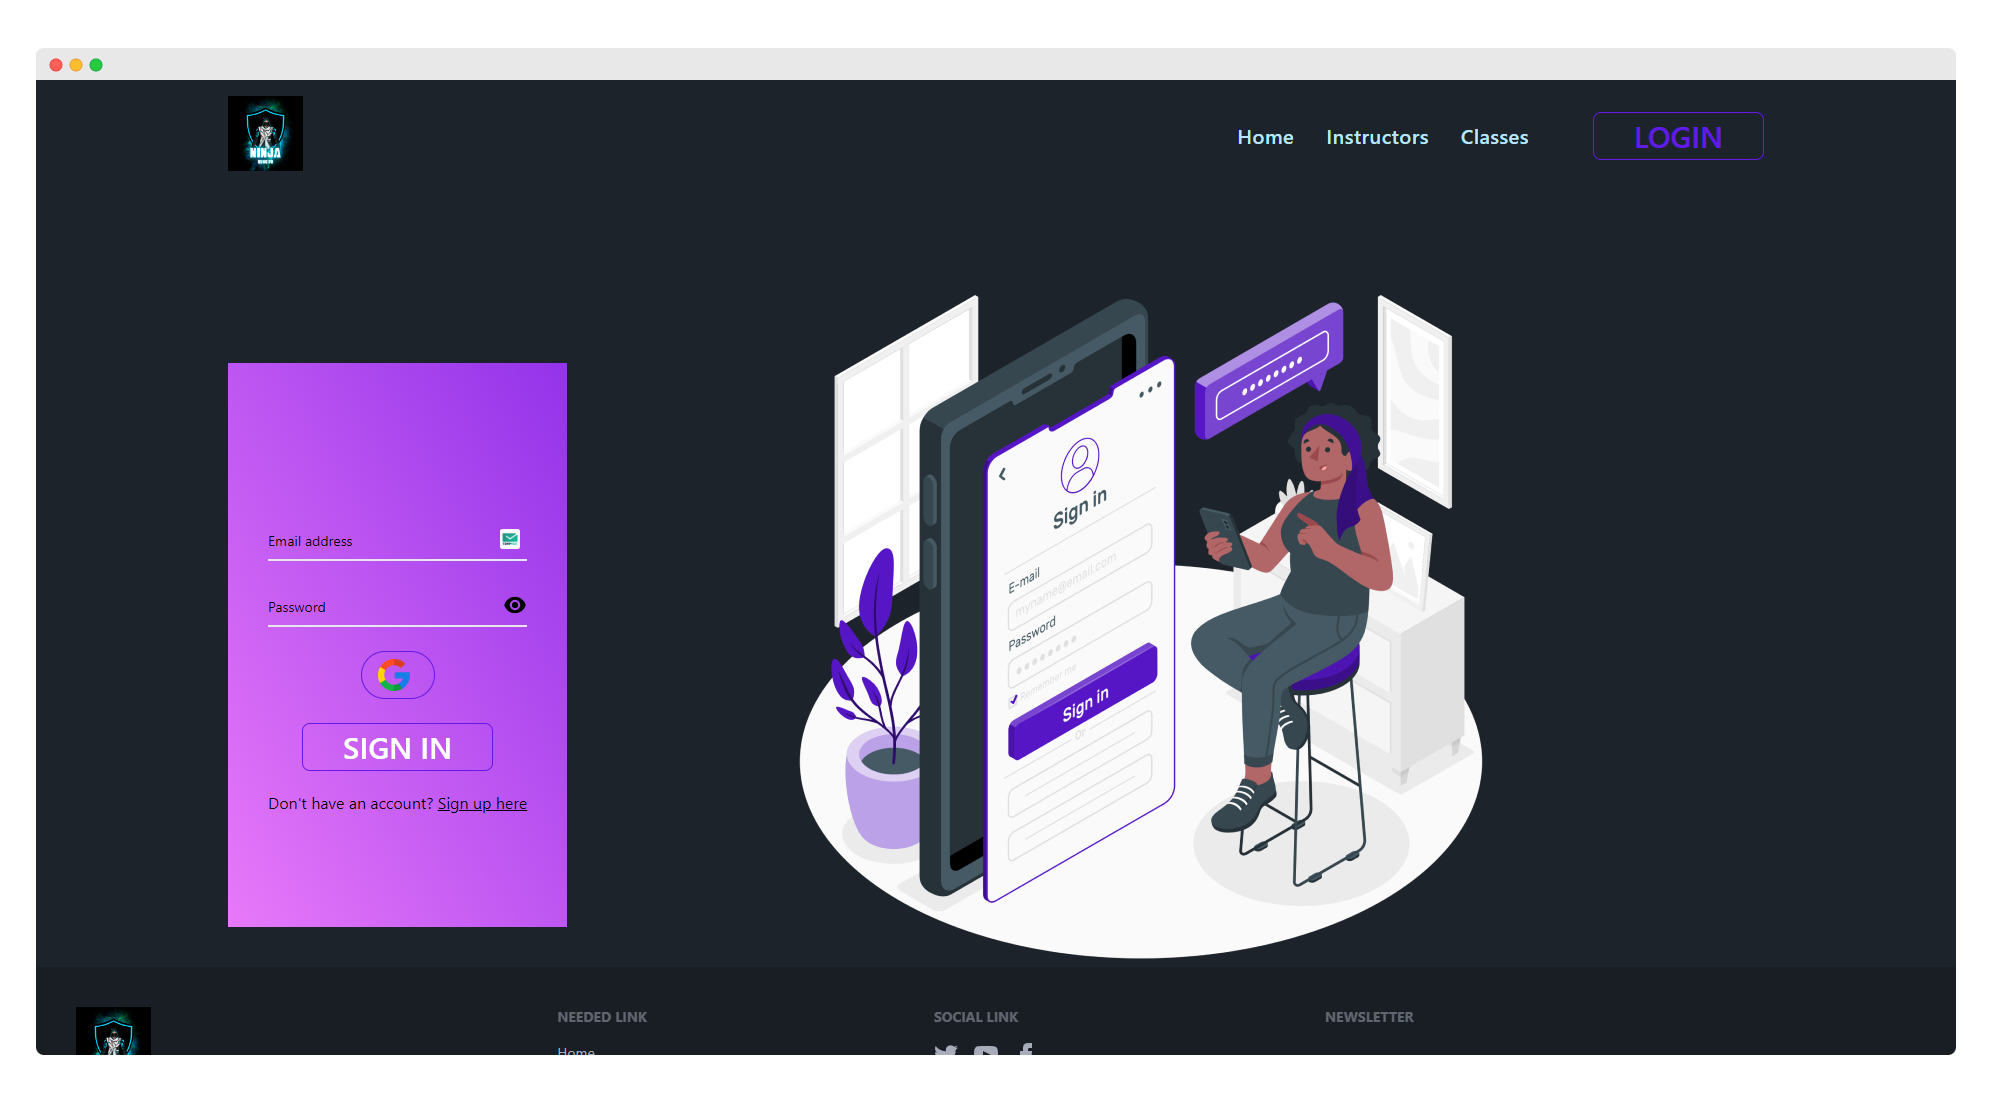 NINJA
Home
Instructors
Classes
LOGIN
Email address
Password
SIGN IN
Don't have an account? Sign up here
Sign in
E-mail
myname@email.com
Password
Remember me
Sign in
Or
NEEDED LINK
Home
SOCIAL LINK
NEWSLETTER